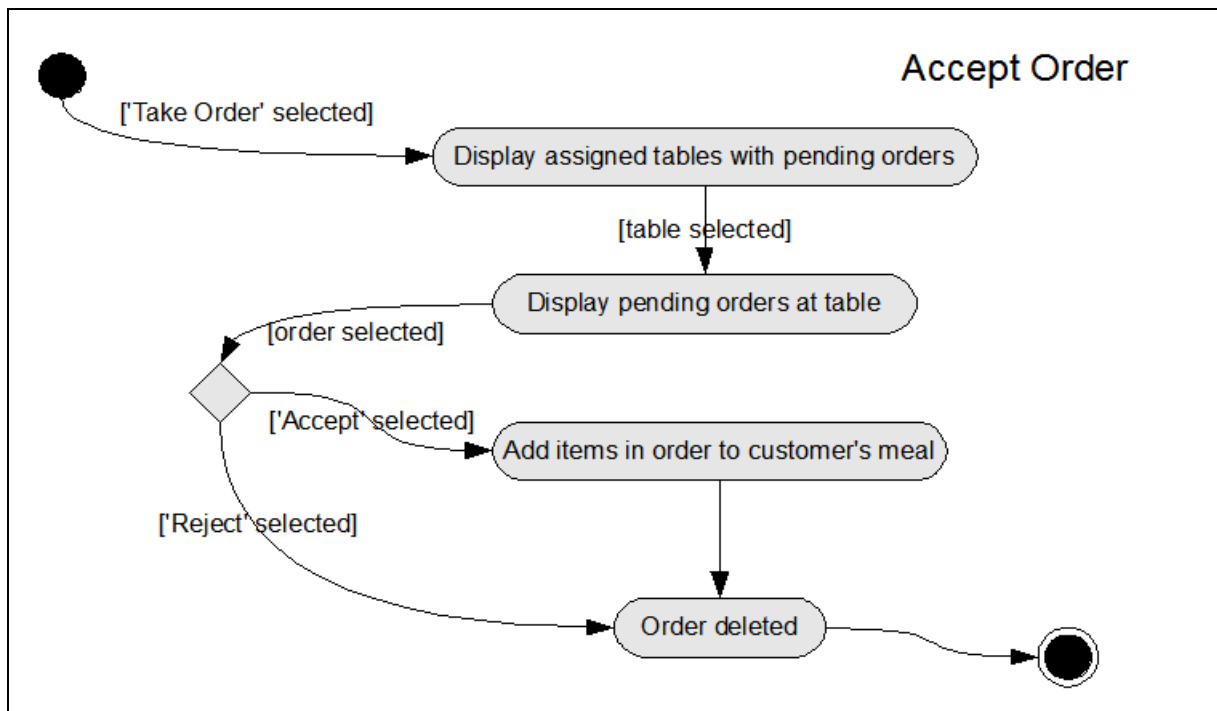 Accept Order
['Take Order' selected]
Display assigned tables with pending orders
[table selected]
Display pending orders at table
[order selected]
['Accept' selected]
Add items in order to customer's meal
['Reject' selected]
Order deleted